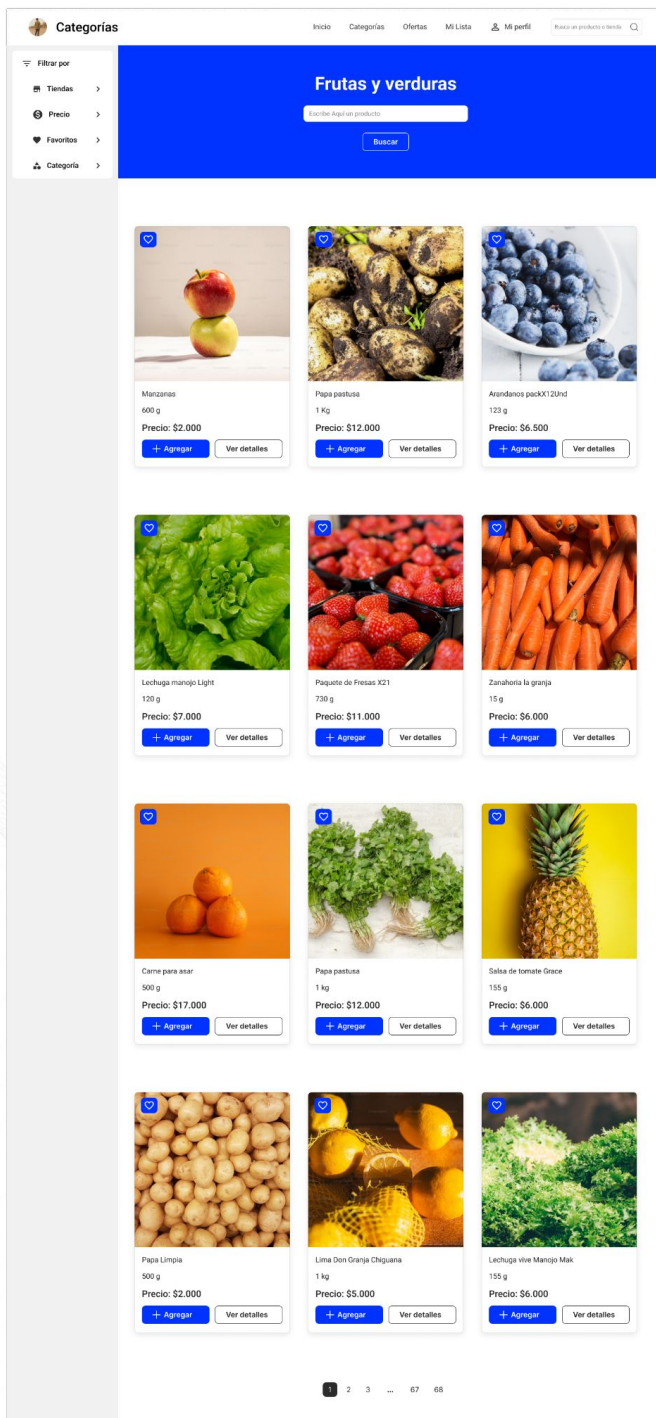 Categorías
Inicio Categorías Ofertas Mi Lista Mi perfil Busca un producto o tienda
Filtrar por
Tiendas
Precio
Favoritos
Categoría
Frutas y verduras
Escribe Aquí un producto
Buscar
Manzanas
600 g
Precio: $2.000
Agregar Ver detalles
Papa pastusa
1 Kg
Precio: $12.000
Agregar Ver detalles
Arandanos packX12Und
123 g
Precio: $6.500
Agregar Ver detalles
Lechuga manojo Light
120 g
Precio: $7.000
Agregar Ver detalles
Paquete de Fresas X21
730 g
Precio: $11.000
Agregar Ver detalles
Zanahoria la granja
15 g
Precio: $6.000
Agregar Ver detalles
Carne para asar
500 g
Precio: $17.000
Agregar Ver detalles
Papa pastusa
1 kg
Precio: $12.000
Agregar Ver detalles
Salsa de tomate Grace
155 g
Precio: $6.000
Agregar Ver detalles
Papa Limpia
500 g
Precio: $2.000
Agregar Ver detalles
Lima Don Granja Chiguana
1 kg
Precio: $5.000
Agregar Ver detalles
Lechuga vive Manojo Mak
155 g
Precio: $6.000
Agregar Ver detalles
1 2 3 ... 67 68